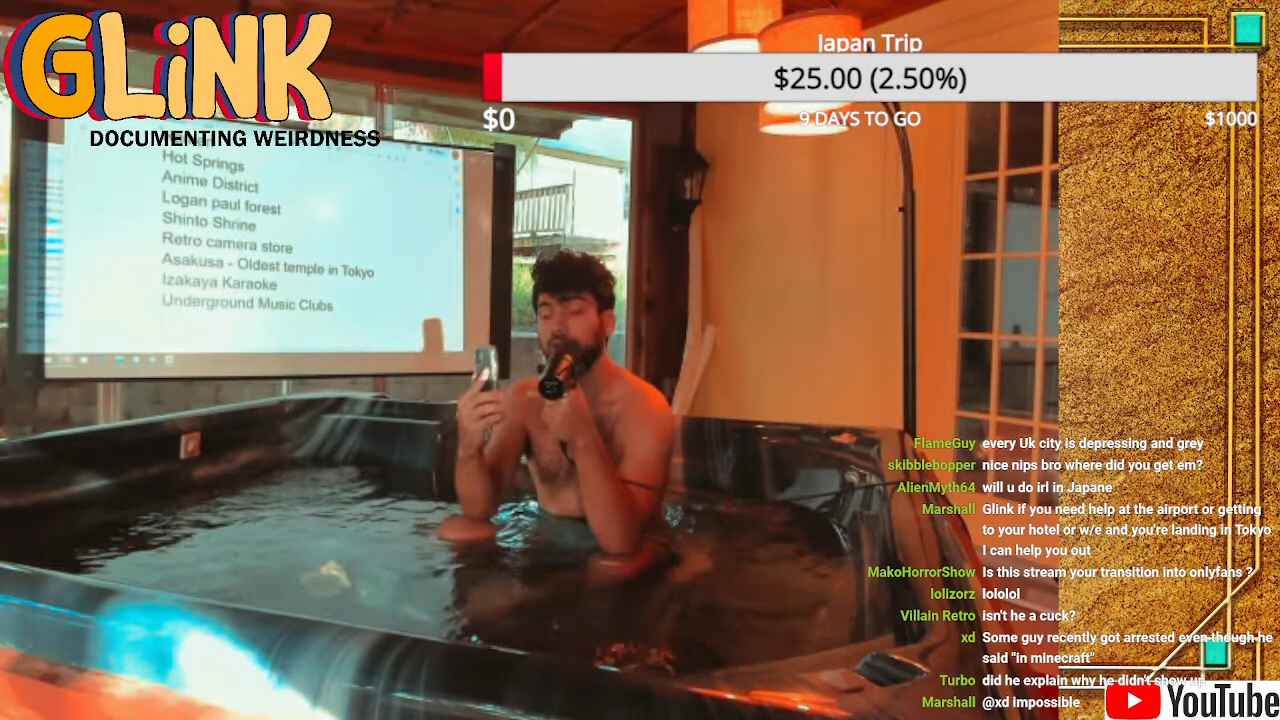 GLiNK
DOCUMENTING WEIRDNESS
Japan Trip
$25.00 (2.50%)
$0
9 DAYS TO GO
$1000
Hot Springs
Anime District
Logan paul forest
Shinto Shrine
Retro camera store
Asakusa - Oldest temple in Tokyo
Izakaya Karaoke
Underground Music Clubs
FlameGuy every Uk city is depressing and grey
skibblebopper nice nips bro where did you get em?
AlienMyth64 will u do irl in Japane
Marshall Glink if you need help at the airport or getting
to your hotel or w/e and you're landing in Tokyo
I can help you out
MakoHorrorShow Is this stream your transition into onlyfans ?
lolizorz lololol
Villain Retro isn't he a cuck?
xd Some guy recently got arrested even though he
said "in minecraft"
Turbo did he explain why he didn't show up
Marshall @xd Impossible
YouTube